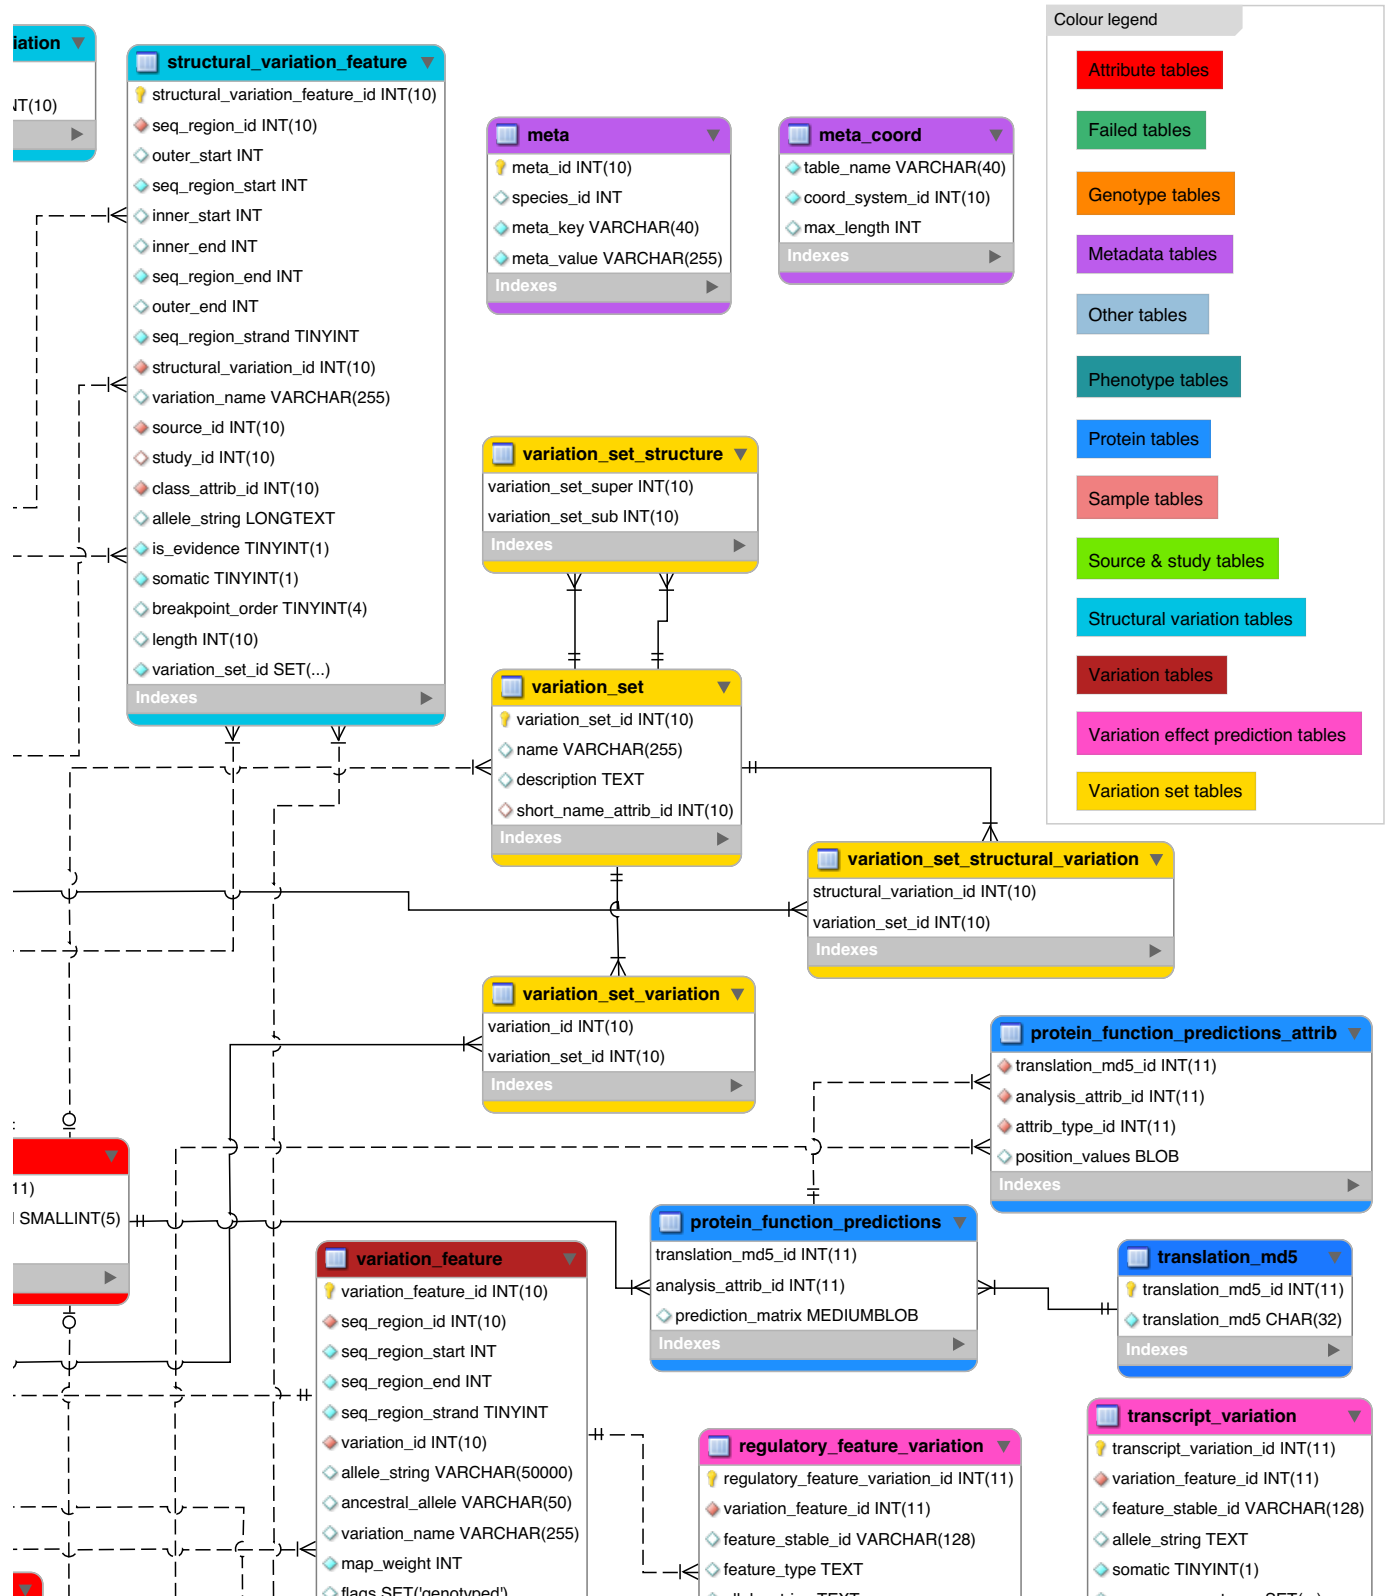 iation
NT(10)
structural_variation_feature
structural_variation_feature_id INT(10)
seq_region_id INT(10)
outer_start INT
seq_region_start INT
inner_start INT
inner_end INT
seq_region_end INT
outer_end INT
seq_region_strand TINYINT
structural_variation_id INT(10)
variation_name VARCHAR(255)
source_id INT(10)
study_id INT(10)
class_attrib_id INT(10)
allele_string LONGTEXT
is_evidence TINYINT(1)
somatic TINYINT(1)
breakpoint_order TINYINT(4)
length INT(10)
variation_set_id SET(...)
Indexes
meta
meta_id INT(10)
species_id INT
meta_key VARCHAR(40)
meta_value VARCHAR(255)
Indexes
meta_coord
table_name VARCHAR(40)
coord_system_id INT(10)
max_length INT
Indexes
Colour legend
Attribute tables
Failed tables
Genotype tables
Metadata tables
Other tables
Phenotype tables
Protein tables
Sample tables
Source & study tables
Structural variation tables
Variation tables
Variation effect prediction tables
Variation set tables
variation_set_structure
variation_set_super INT(10)
variation_set_sub INT(10)
Indexes
variation_set
variation_set_id INT(10)
name VARCHAR(255)
description TEXT
short_name_attrib_id INT(10)
Indexes
variation_set_structural_variation
structural_variation_id INT(10)
variation_set_id INT(10)
Indexes
variation_set_variation
variation_id INT(10)
variation_set_id INT(10)
Indexes
protein_function_predictions_attrib
translation_md5_id INT(11)
analysis_attrib_id INT(11)
attrib_type_id INT(11)
position_values BLOB
Indexes
11)
SMALLINT(5)
protein_function_predictions
translation_md5_id INT(11)
analysis_attrib_id INT(11)
prediction_matrix MEDIUMBLOB
Indexes
translation_md5
translation_md5_id INT(11)
translation_md5 CHAR(32)
Indexes
variation_feature
variation_feature_id INT(10)
seq_region_id INT(10)
seq_region_start INT
seq_region_end INT
seq_region_strand TINYINT
variation_id INT(10)
allele_string VARCHAR(50000)
ancestral_allele VARCHAR(50)
variation_name VARCHAR(255)
map_weight INT
flags SET('genotyped')
regulatory_feature_variation
regulatory_feature_variation_id INT(11)
variation_feature_id INT(11)
feature_stable_id VARCHAR(128)
feature_type TEXT
transcript_variation
transcript_variation_id INT(11)
variation_feature_id INT(11)
feature_stable_id VARCHAR(128)
allele_string TEXT
somatic TINYINT(1)